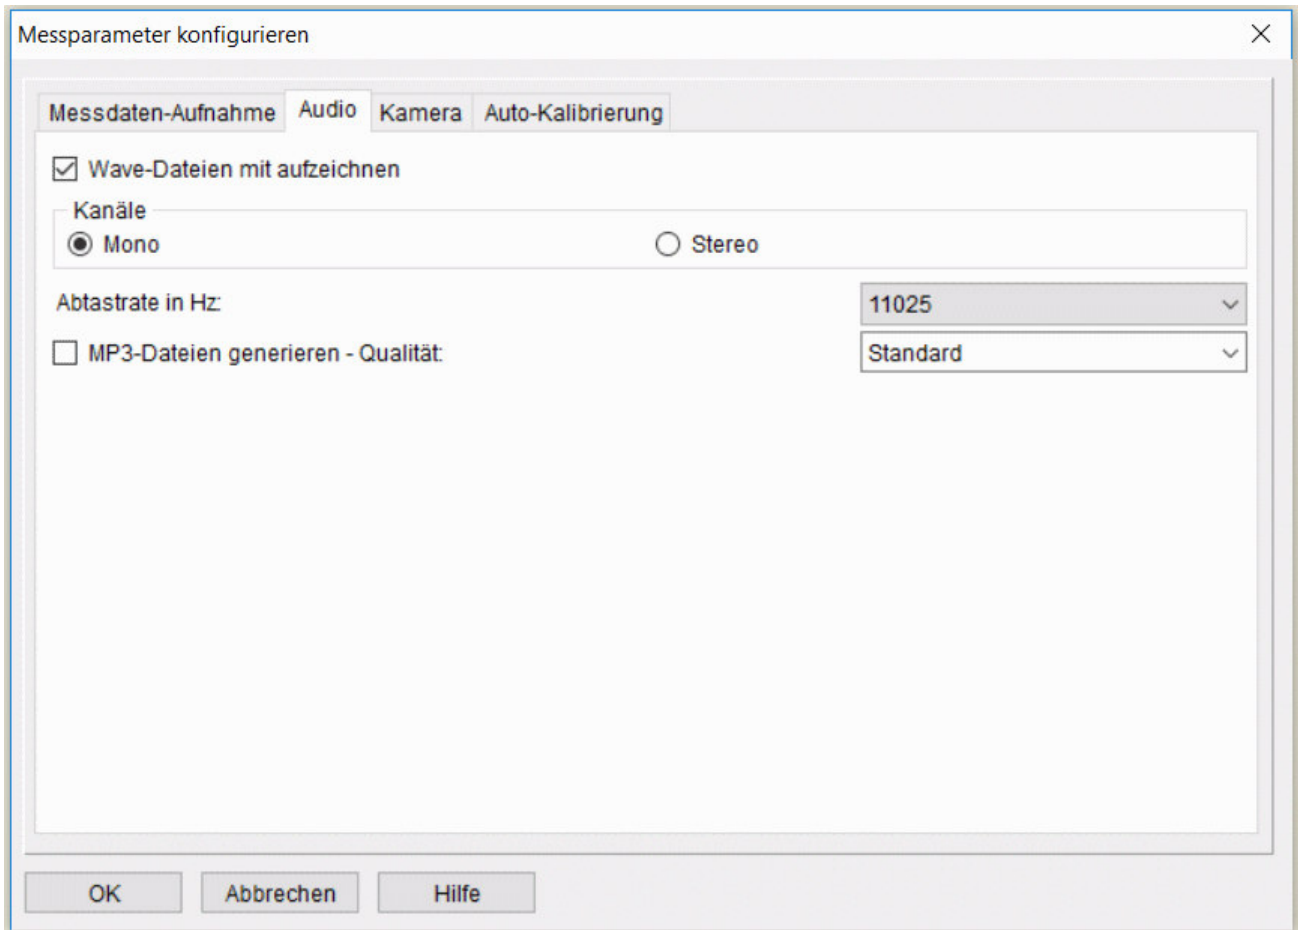 Messparameter konfigurieren
Messdaten-Aufnahme Audio Kamera Auto-Kalibrierung
Wave-Dateien mit aufzeichnen
Kanäle
Mono Stereo
Abtastrate in Hz: 11025
MP3-Dateien generieren - Qualität: Standard
OK Abbrechen Hilfe